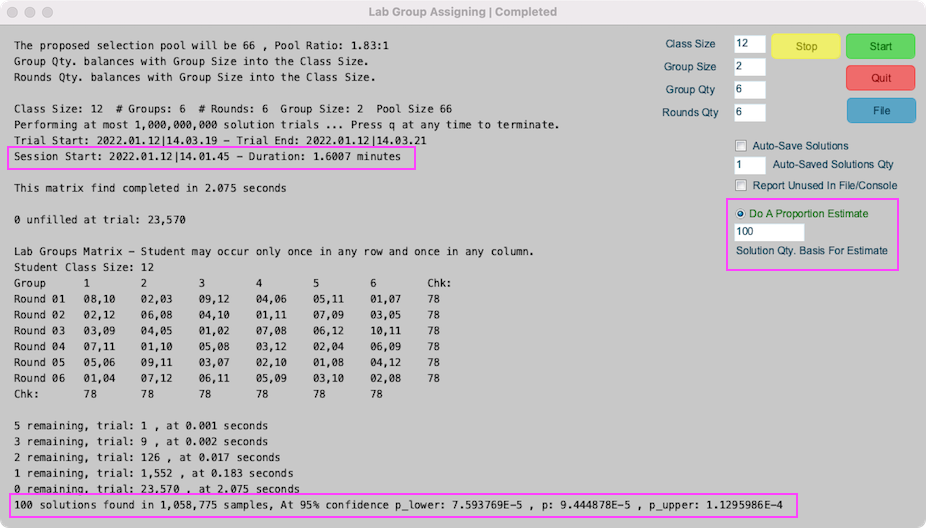 Lab Group Assigning | Completed
The proposed selection pool will be 66 , Pool Ratio: 1.83:1
Group Qty. balances with Group Size into the Class Size.
Rounds Qty. balances with Group Size into the Class Size.
Class Size: 12 # Groups: 6 # Rounds: 6 Group Size: 2 Pool Size 66
Performing at most 1,000,000,000 solution trials ... Press q at any time to terminate.
Trial Start: 2022.01.12|14.03.19 - Trial End: 2022.01.12|14.03.21
Session Start: 2022.01.12|14.01.45 - Duration: 1.6007 minutes
This matrix find completed in 2.075 seconds
0 unfilled at trial: 23,570
Lab Groups Matrix - Student may occur only once in any row and once in any column.
Student Class Size: 12
Group 1 2 3 4 5 6 Chk:
Round 01 08,10 02,03 09,12 04,06 05,11 01,07 78
Round 02 02,12 06,08 04,10 01,11 07,09 03,05 78
Round 03 03,09 04,05 01,02 07,08 06,12 10,11 78
Round 04 07,11 01,10 05,08 03,12 02,04 06,09 78
Round 05 05,06 09,11 03,07 02,10 01,08 04,12 78
Round 06 01,04 07,12 06,11 05,09 03,10 02,08 78
Chk: 78 78 78 78 78 78
5 remaining, trial: 1 , at 0.001 seconds
3 remaining, trial: 9 , at 0.002 seconds
2 remaining, trial: 126 , at 0.017 seconds
1 remaining, trial: 1,552 , at 0.183 seconds
0 remaining, trial: 23,570 , at 2.075 seconds
100 solutions found in 1,058,775 samples, At 95% confidence p_lower: 7.593769E-5 , p: 9.444878E-5 , p_upper: 1.1295986E-4
Class Size 12
Stop
Start
Group Size 2
Quit
Group Qty 6
Rounds Qty 6
File
Auto-Save Solutions
1 Auto-Saved Solutions Qty
Report Unused In File/Console
Do A Proportion Estimate
100
Solution Qty. Basis For Estimate